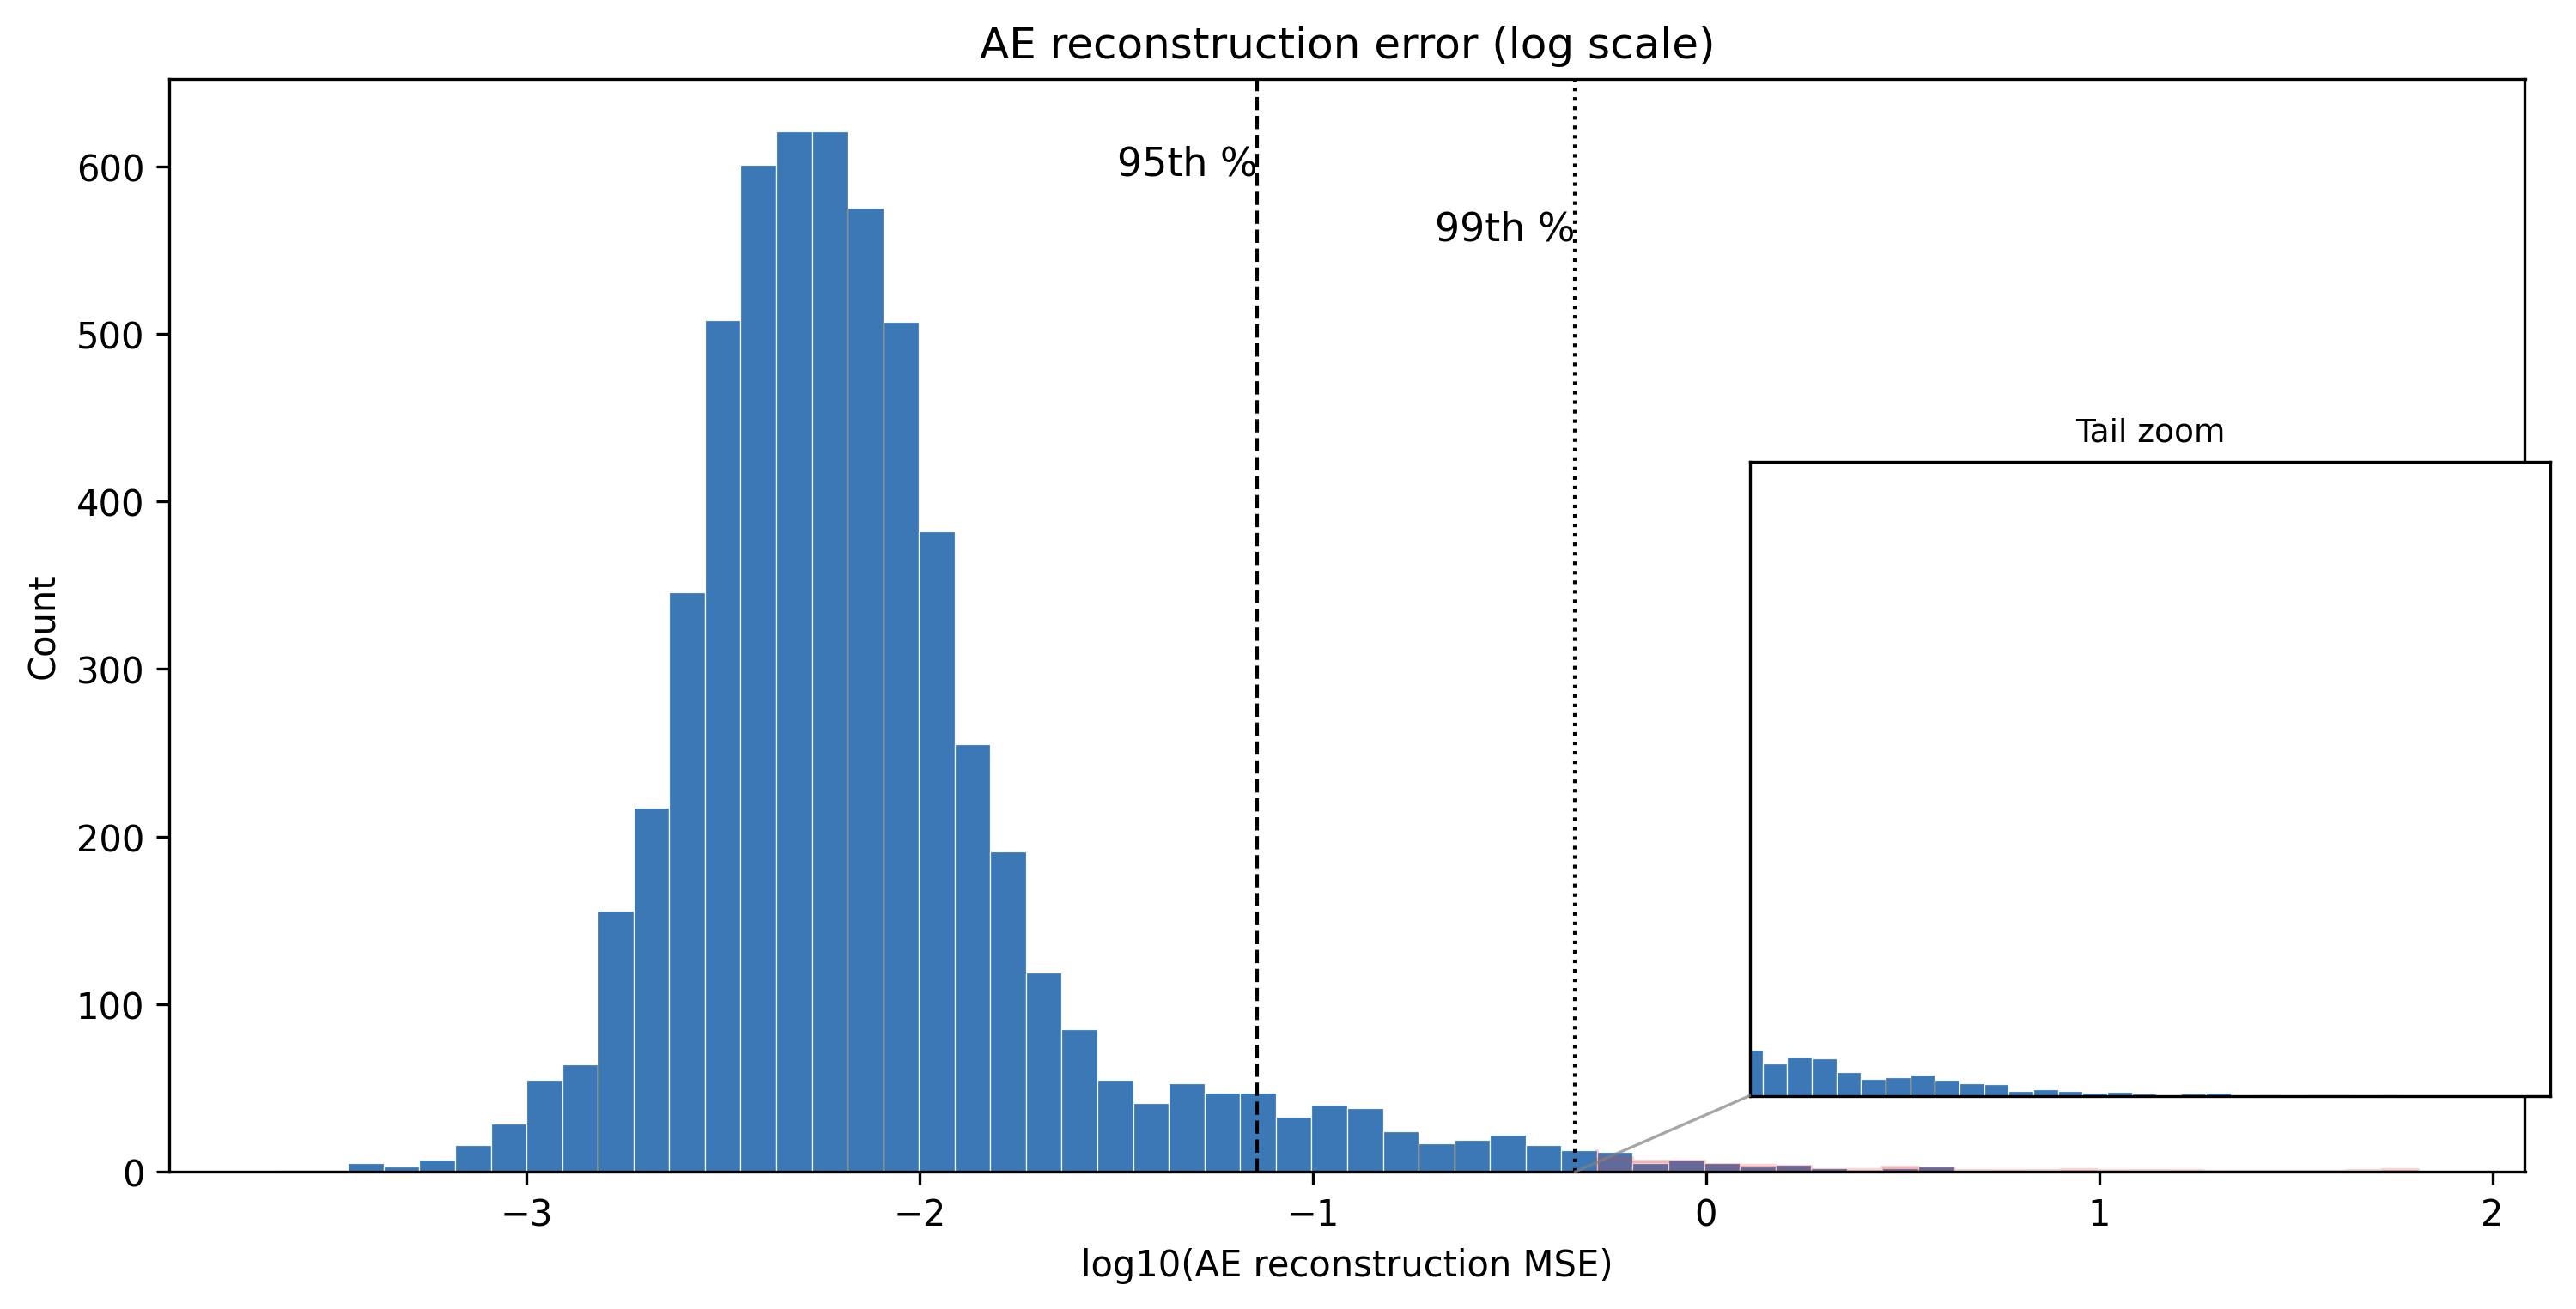 AE reconstruction error (log scale)
95th %
99th %
Tail zoom
Count
600
500
400
300
200
100
0
−3
−2
−1
0
1
2
log10(AE reconstruction MSE)